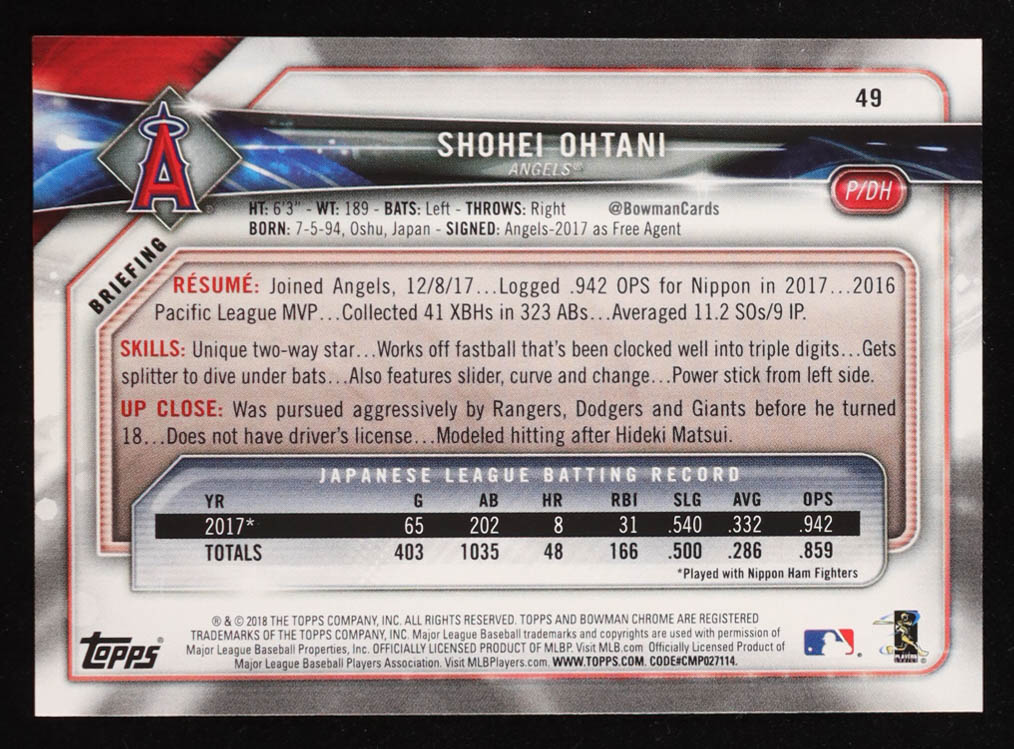 49
SHOHEI OHTANI
ANGELS®
P/DH
HT: 6'3" - WT: 189 - BATS: Left - THROWS: Right @BowmanCards
BORN: 7-5-94, Oshu, Japan - SIGNED: Angels-2017 as Free Agent
BRIEFING
RÉSUMÉ: Joined Angels, 12/8/17...Logged .942 OPS for Nippon in 2017...2016
Pacific League MVP...Collected 41 XBHs in 323 ABs...Averaged 11.2 SOs/9 IP.
SKILLS: Unique two-way star...Works off fastball that's been clocked well into triple digits...Gets
splitter to dive under bats...Also features slider, curve and change...Power stick from left side.
UP CLOSE: Was pursued aggressively by Rangers, Dodgers and Giants before he turned
18...Does not have driver's license...Modeled hitting after Hideki Matsui.
JAPANESE LEAGUE BATTING RECORD
YR G AB HR RBI SLG AVG OPS
2017* 65 202 8 31 .540 .332 .942
TOTALS 403 1035 48 166 .500 .286 .859
*Played with Nippon Ham Fighters
® & © 2018 THE TOPPS COMPANY, INC. ALL RIGHTS RESERVED. TOPPS AND BOWMAN CHROME ARE REGISTERED
TRADEMARKS OF THE TOPPS COMPANY, INC. Major League Baseball trademarks and copyrights are used with permission of
Major League Baseball Properties, Inc. OFFICIALLY LICENSED PRODUCT OF MLBP. Visit MLB.com Officially Licensed Product of
Major League Baseball Players Association. Visit MLBPlayers.com. WWW.TOPPS.COM. CODE#CMP027114.
Topps®